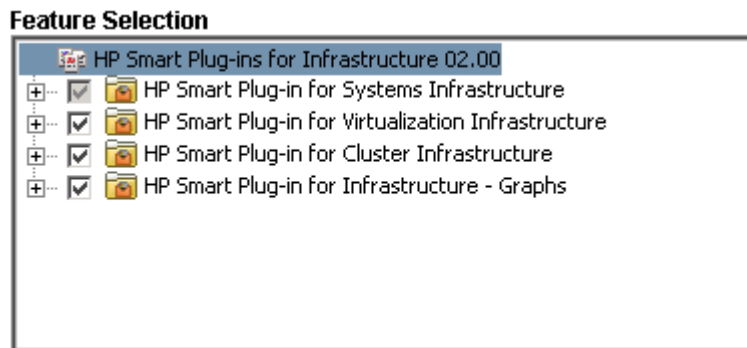 Feature Selection
HP Smart Plug-ins for Infrastructure 02.00
HP Smart Plug-in for Systems Infrastructure
HP Smart Plug-in for Virtualization Infrastructure
HP Smart Plug-in for Cluster Infrastructure
HP Smart Plug-in for Infrastructure - Graphs